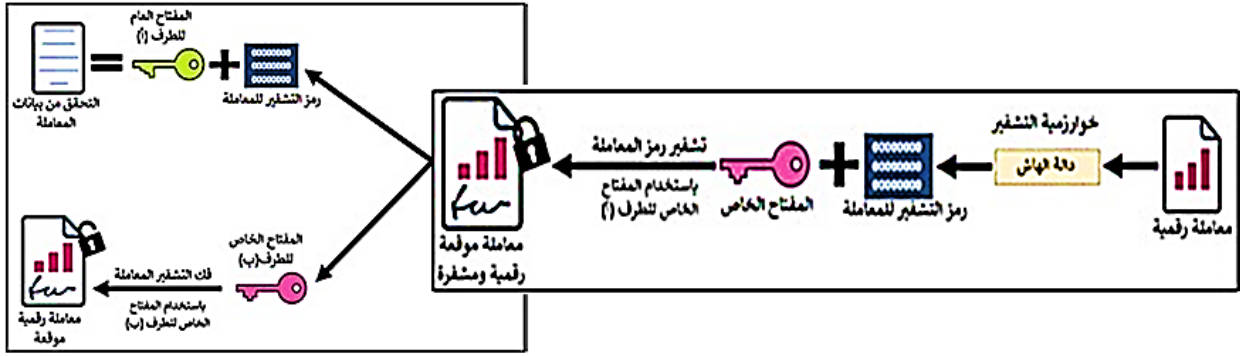 معاملة رقمية
خوارزمية التشفير
دالة الهاش
رمز التشفير للمعاملة
المفتاح الخاص
تشفير رمز المعاملة
باستخدام المفتاح
الخاص للطرف (أ)
معاملة موقعة
رقمية ومشفرة
رمز التشفير للمعاملة
المفتاح العام
للطرف (أ)
التحقق من بيانات
المعاملة
المفتاح الخاص
للطرف(ب)
فك التشفير المعاملة
باستخدام المفتاح
الخاص للطرف (ب)
معاملة رقمية
موقعة